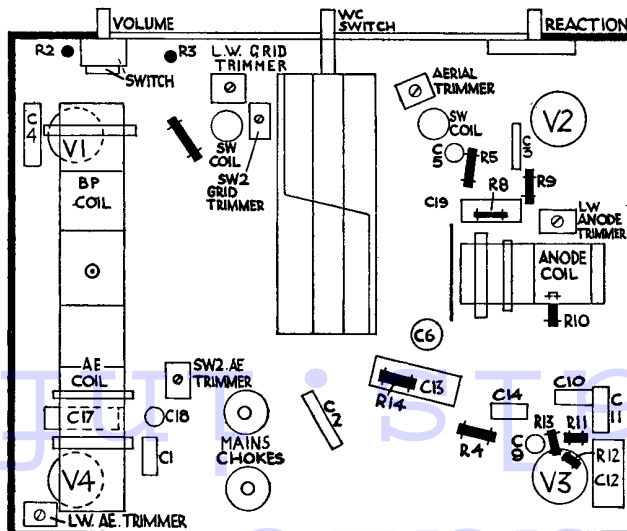 VOLUME
WC SWITCH
REACTION
R2
R3
SWITCH
L.W. GRID
TRIMMER
AERIAL
TRIMMER
C4
V1
SW
COIL
SW2
GRID
TRIMMER
SW
COIL
V2
C5
R5
C3
BP
COIL
C19
R8
R9
LW
ANODE
TRIMMER
ANODE
COIL
R10
C6
AE
COIL
SW2.AE
TRIMMER
R14
C13
C17
C18
C1
MAINS
CHOKES
C2
C14
C10
C11
R4
C9
R13
R11
R12
C12
V3
V4
LW. AE. TRIMMER